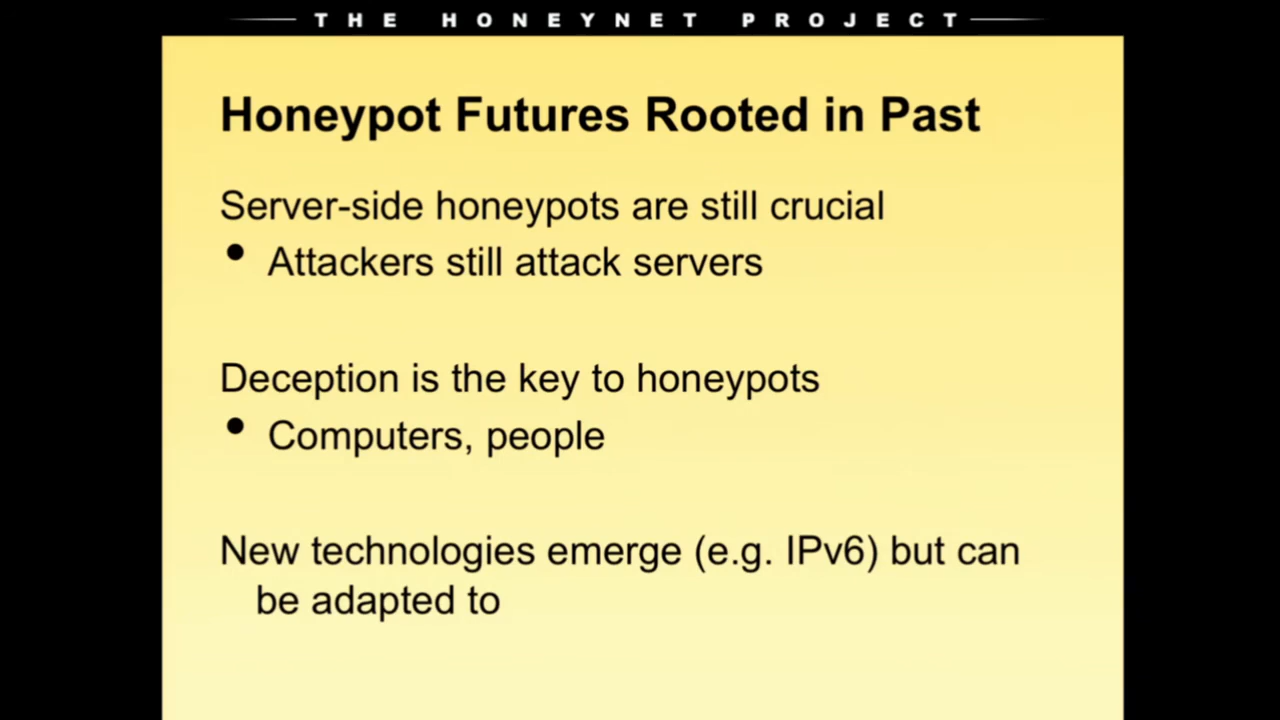 THE HONEYNET PROJECT
Honeypot Futures Rooted in Past
Server-side honeypots are still crucial
• Attackers still attack servers
Deception is the key to honeypots
• Computers, people
New technologies emerge (e.g. IPv6) but can
be adapted to